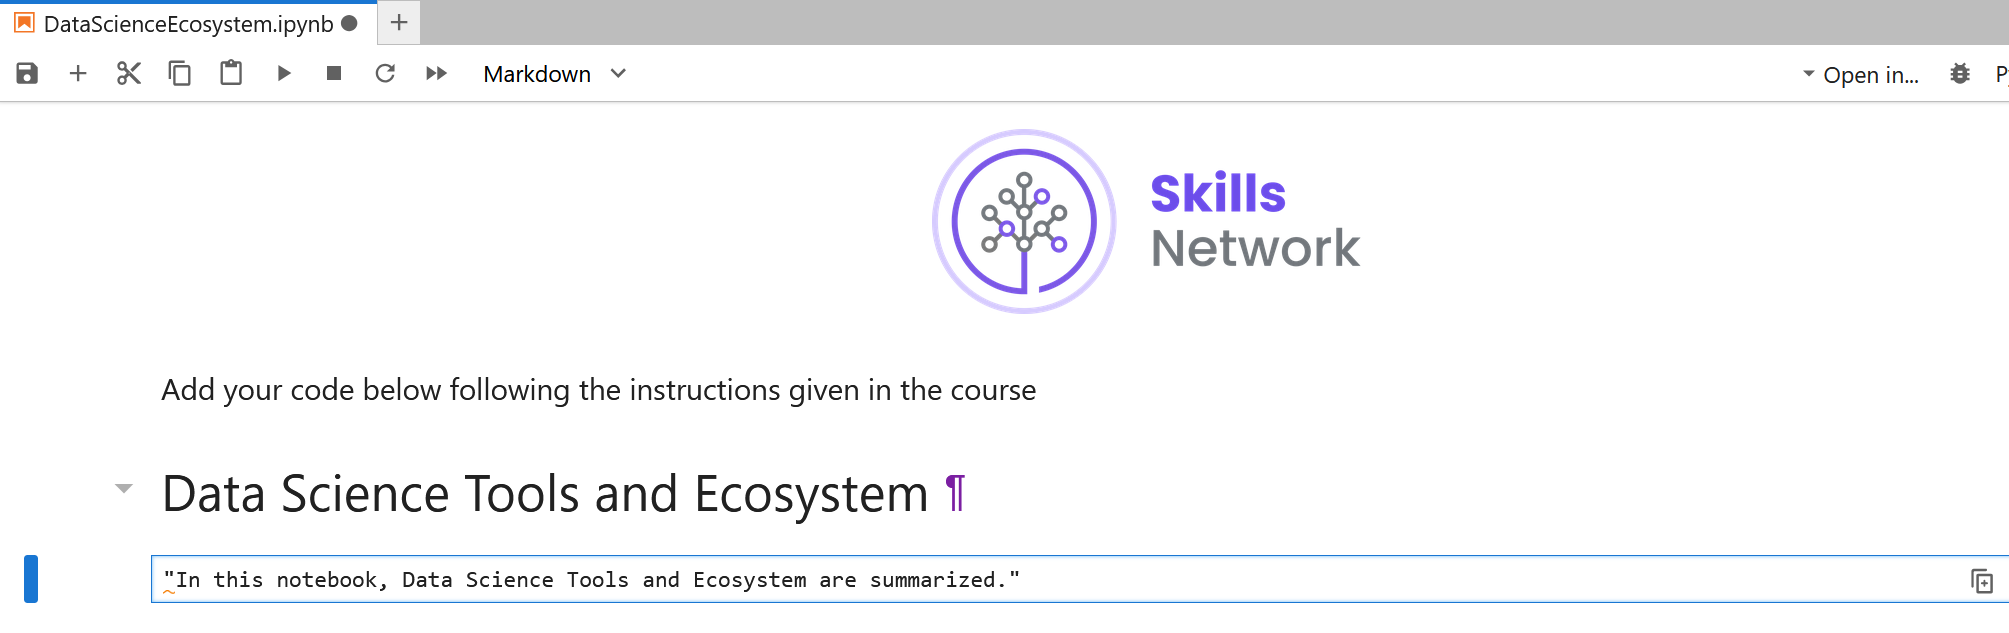 DataScienceEcosystem.ipynb
Markdown
Open in...
Skills
Network
Add your code below following the instructions given in the course
Data Science Tools and Ecosystem ¶
"In this notebook, Data Science Tools and Ecosystem are summarized."